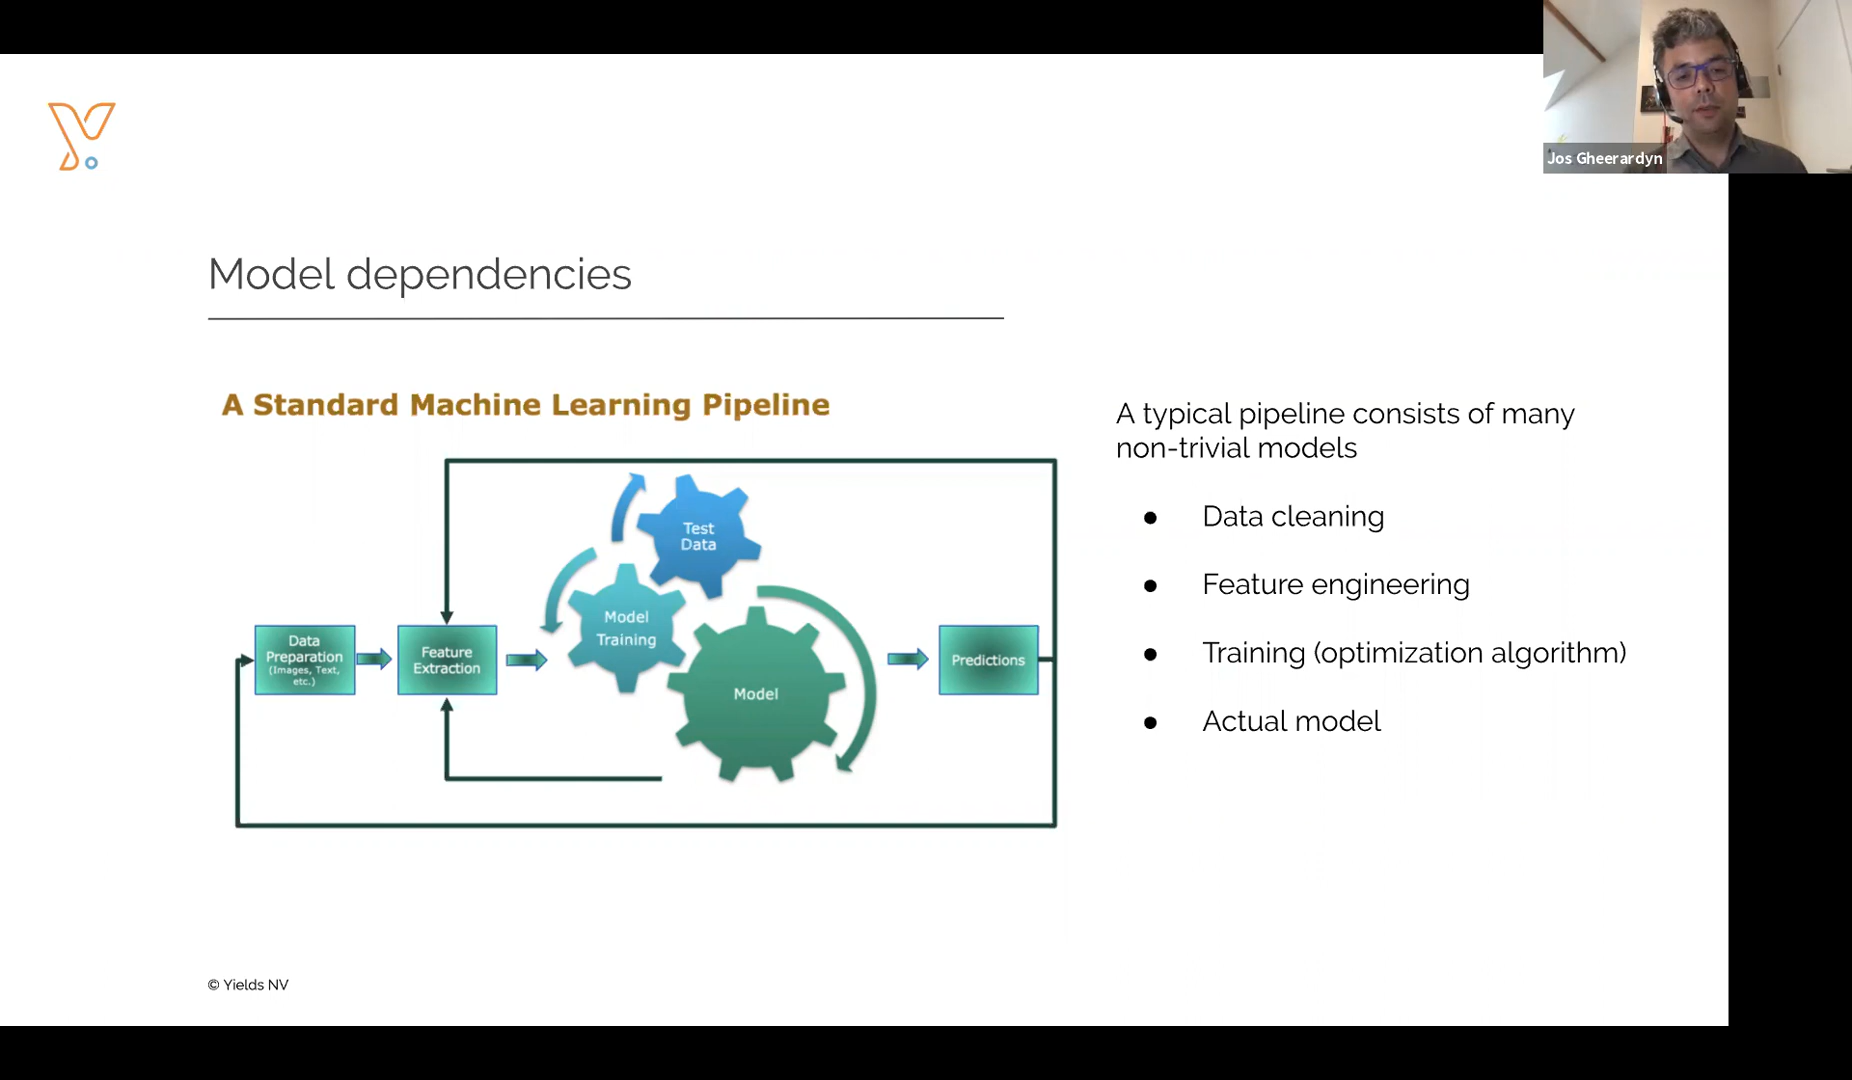 Jos Gheerardyn
Model dependencies
A Standard Machine Learning Pipeline
Test
Data
Model
Training
Model
Data
Preparation
(Images, Text,
etc.)
Feature
Extraction
Predictions
A typical pipeline consists of many
non-trivial models
● Data cleaning
● Feature engineering
● Training (optimization algorithm)
● Actual model
© Yields NV